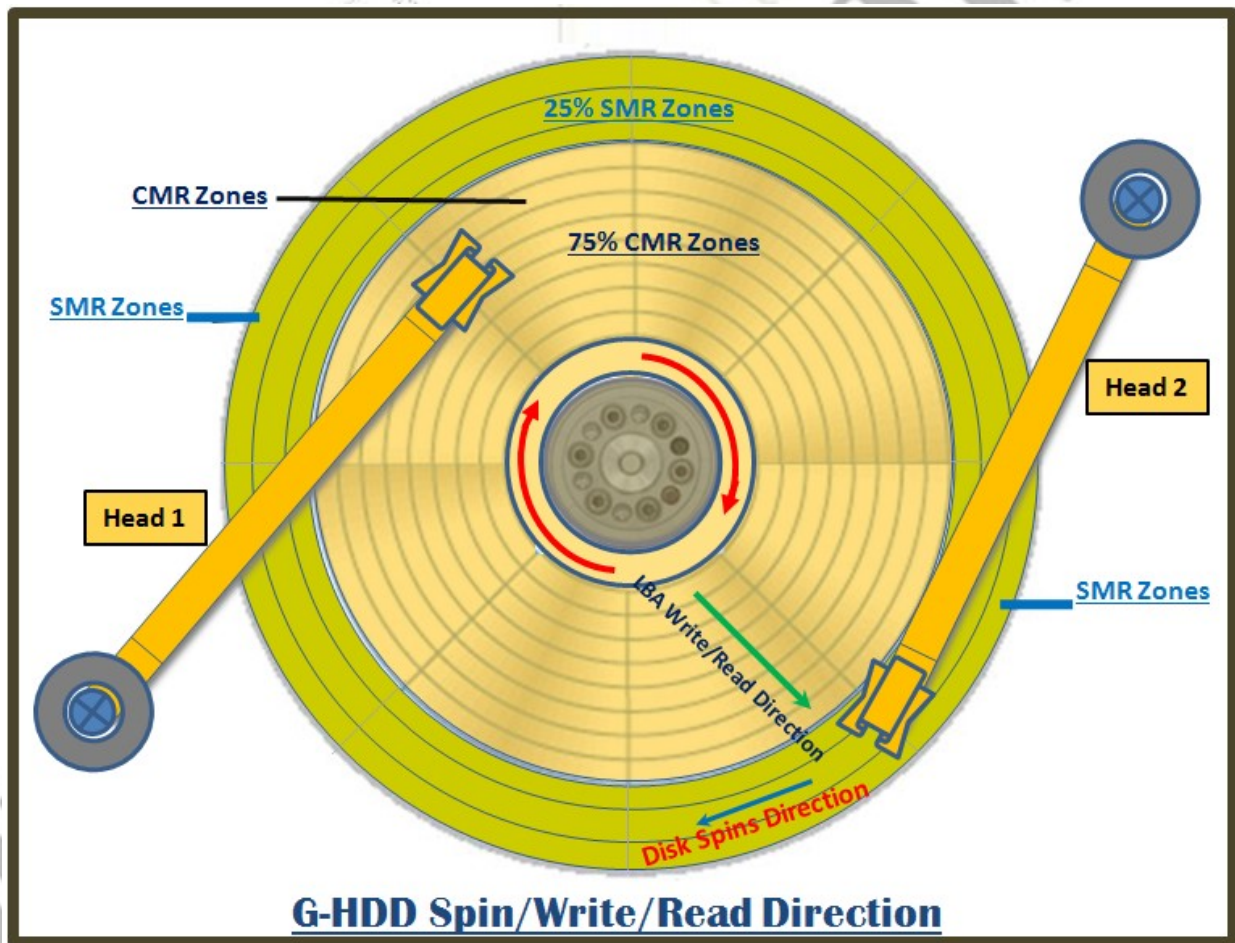 25% SMR Zones
CMR Zones
75% CMR Zones
SMR Zones
Head 2
Head 1
LBA Write/Read Direction
SMR Zones
Disk Spins Direction
G-HDD Spin/Write/Read Direction